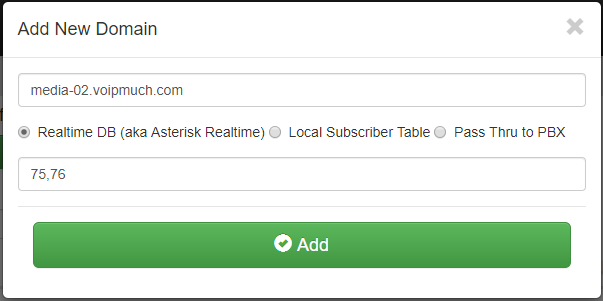 Add New Domain
media-02.voipmuch.com
Realtime DB (aka Asterisk Realtime) Local Subscriber Table Pass Thru to PBX
75,76
Add